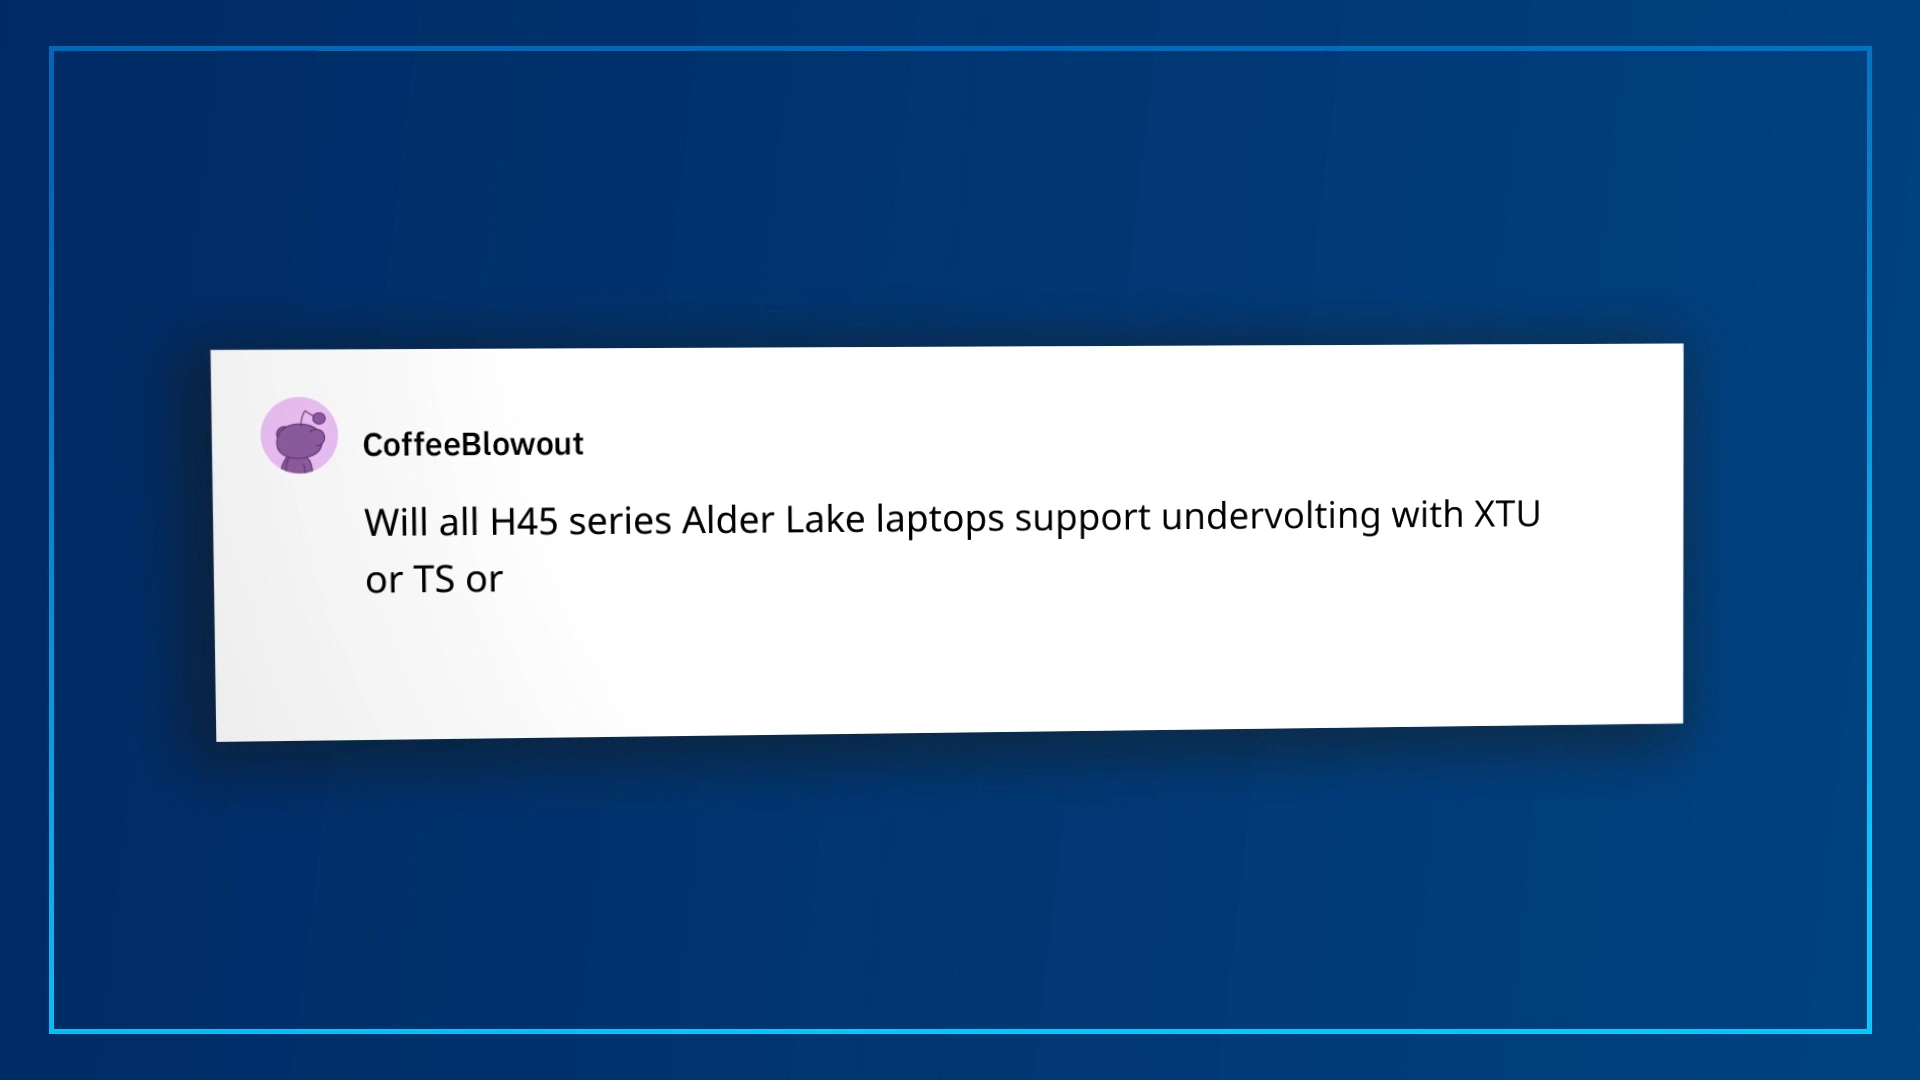 CoffeeBlowout
Will all H45 series Alder Lake laptops support undervolting with XTU
or TS or